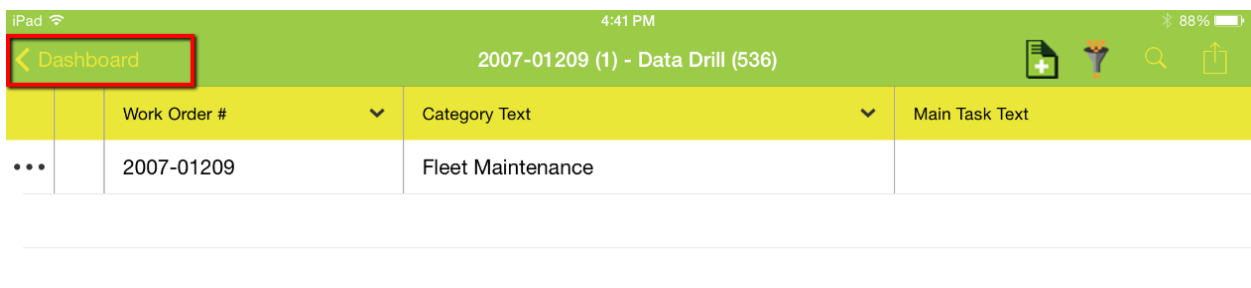 iPad 4:41 PM 88%
Dashboard 2007-01209 (1) - Data Drill (536)
Work Order # Category Text Main Task Text
2007-01209 Fleet Maintenance